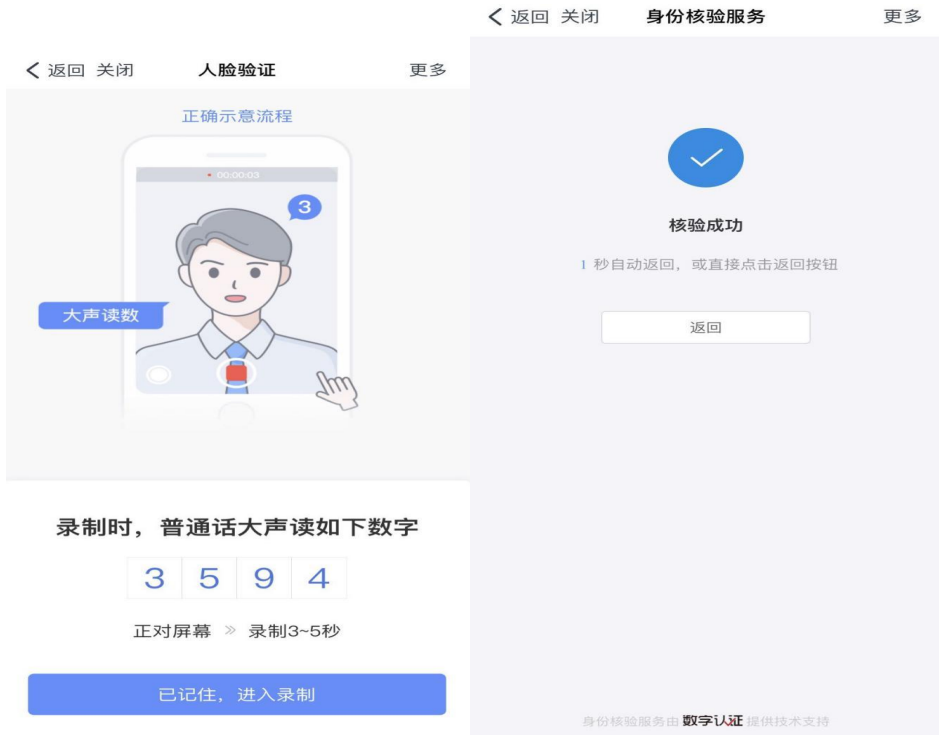 返回 关闭 人脸验证 更多
正确示意流程
00:00:03
3
大声读数
录制时，普通话大声读如下数字
3 5 9 4
正对屏幕 » 录制3~5秒
已记住，进入录制
返回 关闭 身份核验服务 更多
核验成功
1 秒自动返回，或直接点击返回按钮
返回
身份核验服务由 数字认证 提供技术支持